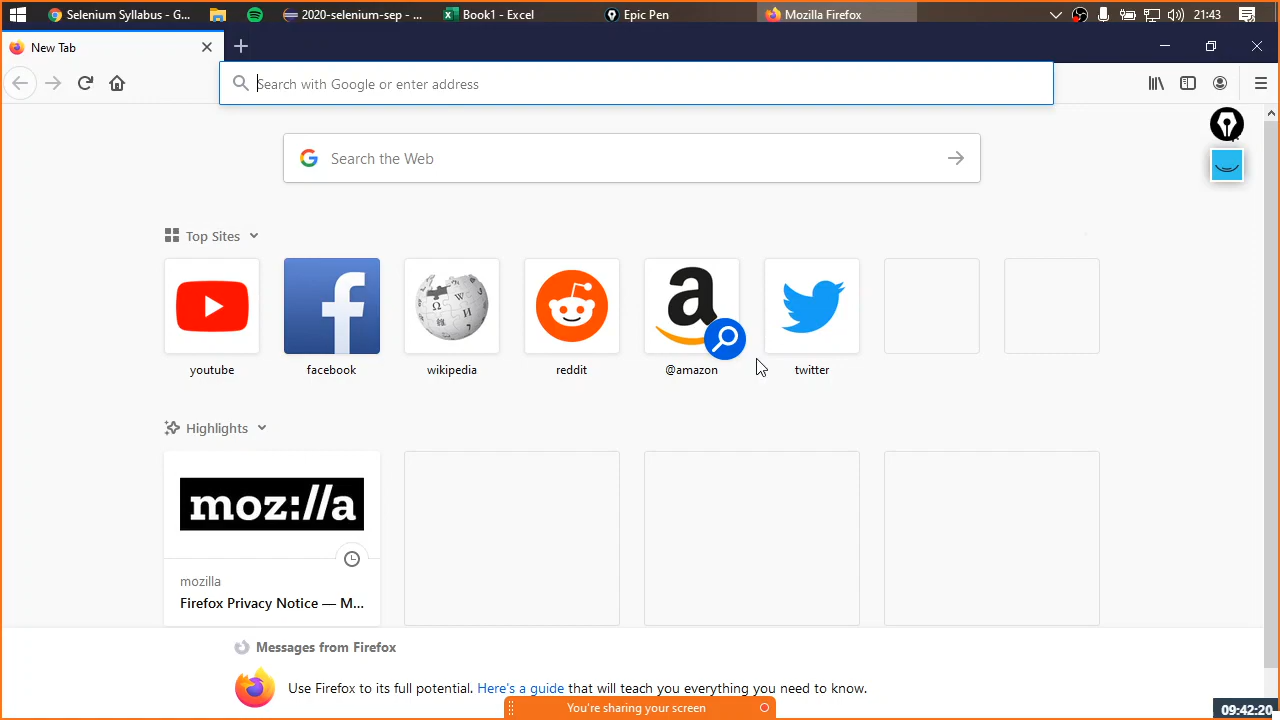 Selenium Syllabus - G...
2020-selenium-sep - ...
Book1 - Excel
Epic Pen
Mozilla Firefox
21:43
New Tab
Search with Google or enter address
Search the Web
Top Sites
youtube
facebook
wikipedia
reddit
@amazon
twitter
Highlights
moz://a
mozilla
Firefox Privacy Notice — M...
Messages from Firefox
Use Firefox to its full potential. Here's a guide that will teach you everything you need to know.
You're sharing your screen
09:42:20